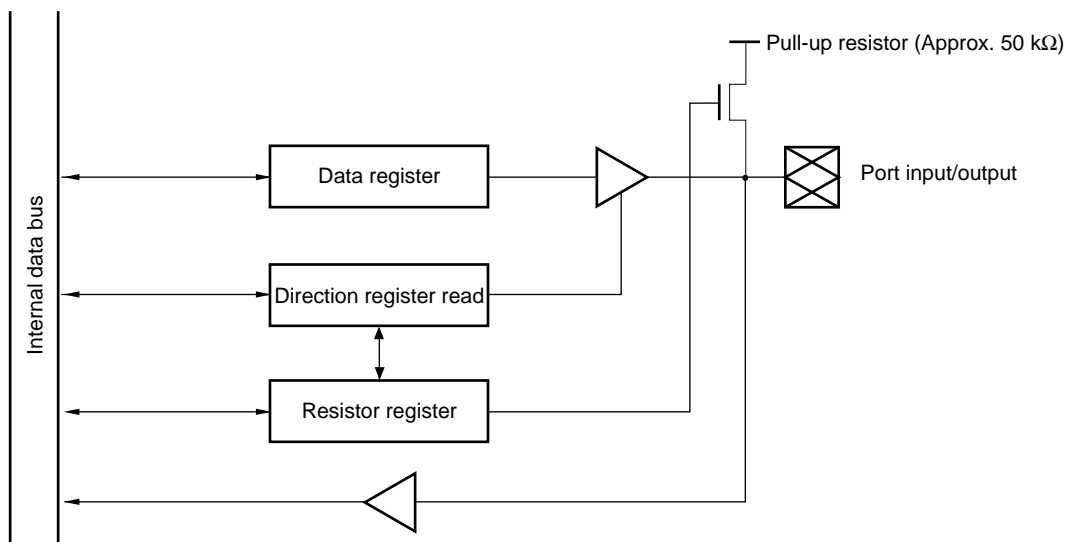 Pull-up resistor (Approx. 50 kΩ)
Data register
Port input/output
Internal data bus
Direction register read
Resistor register